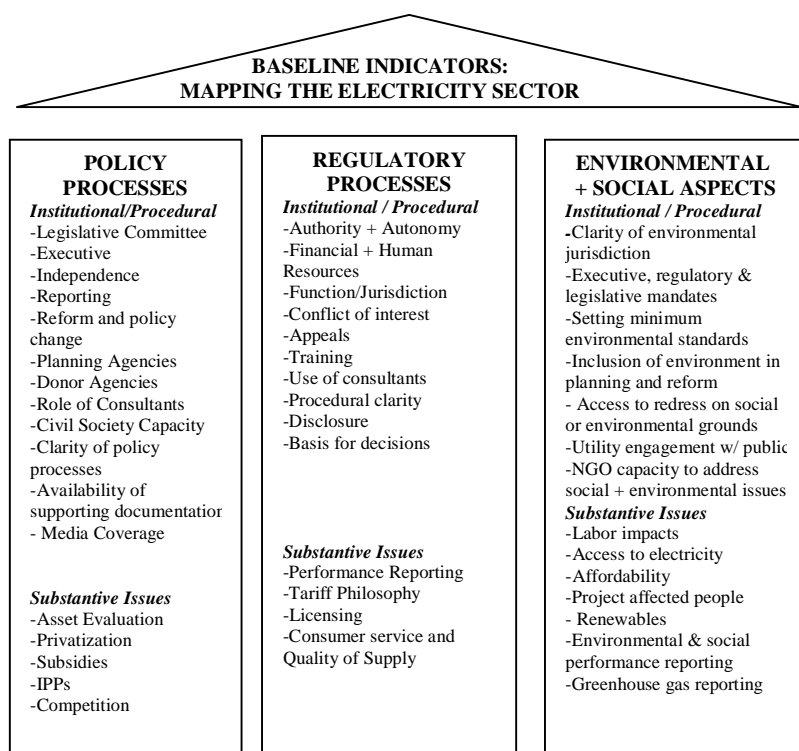 BASELINE INDICATORS:
MAPPING THE ELECTRICITY SECTOR
POLICY
PROCESSES
Institutional/Procedural
-Legislative Committee
-Executive
-Independence
-Reporting
-Reform and policy
change
-Planning Agencies
-Donor Agencies
-Role of Consultants
-Civil Society Capacity
-Clarity of policy
processes
-Availability of
supporting documentation
- Media Coverage
Substantive Issues
-Asset Evaluation
-Privatization
-Subsidies
-IPPs
-Competition
REGULATORY
PROCESSES
Institutional / Procedural
-Authority + Autonomy
-Financial + Human
Resources
-Function/Jurisdiction
-Conflict of interest
-Appeals
-Training
-Use of consultants
-Procedural clarity
-Disclosure
-Basis for decisions
Substantive Issues
-Performance Reporting
-Tariff Philosophy
-Licensing
-Consumer service and
Quality of Supply
ENVIRONMENTAL
+ SOCIAL ASPECTS
Institutional / Procedural
-Clarity of environmental
jurisdiction
-Executive, regulatory &
legislative mandates
-Setting minimum
environmental standards
-Inclusion of environment in
planning and reform
- Access to redress on social
or environmental grounds
-Utility engagement w/ public
-NGO capacity to address
social + environmental issues
Substantive Issues
-Labor impacts
-Access to electricity
-Affordability
-Project affected people
- Renewables
-Environmental & social
performance reporting
-Greenhouse gas reporting